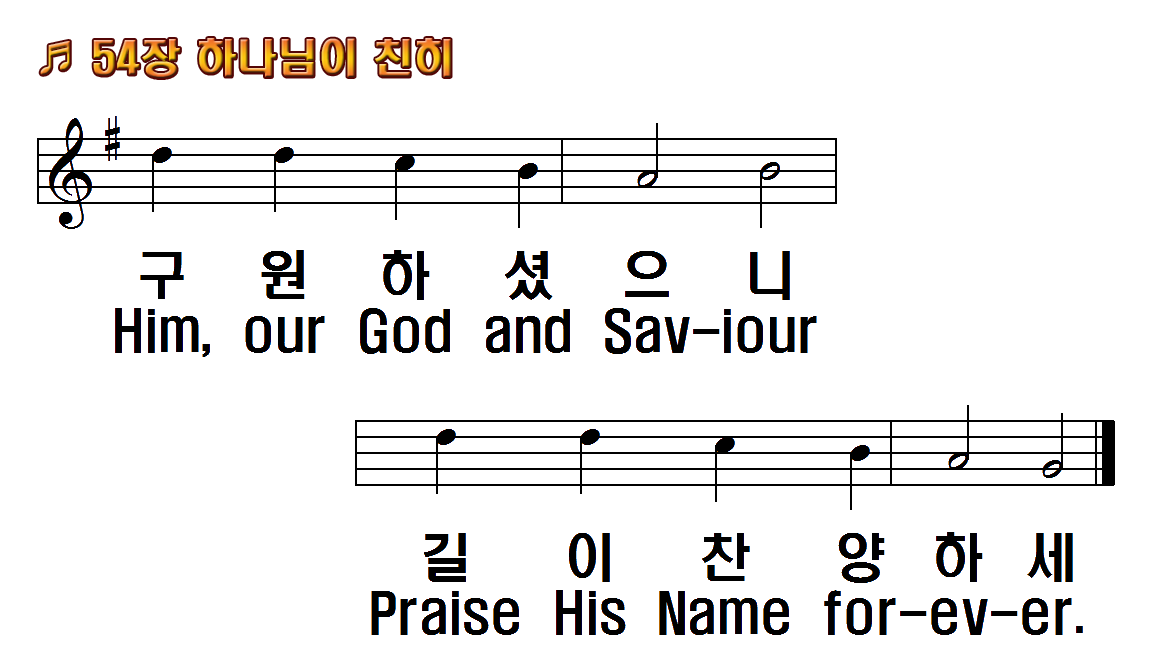 ♬ 54장 하나님이 친히
구 원 하 셨 으 니
Him, our God and Sav-iour
길 이 찬 양 하 세
Praise His Name for-ev-er.